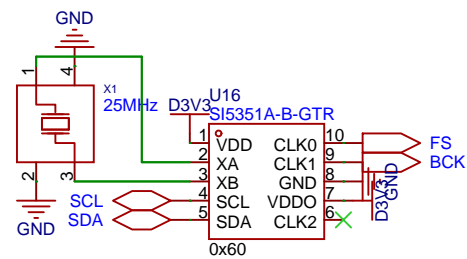 GND
1
4
X1
25MHz
2
3
GND
D3V3
U16
SI5351A-B-GTR
1 VDD CLK0 10 FS
2 XA CLK1 9 BCK
3 XB GND 8 GND
SCL 4 SCL VDDO 7 D3V3
SDA 5 SDA CLK2 6
0x60